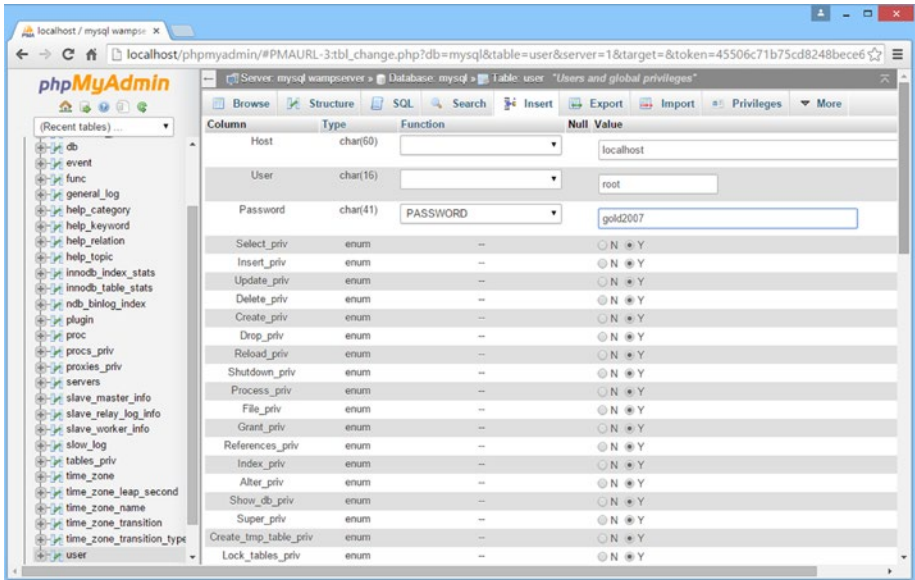 localhost / mysql wampse x
localhost/phpmyadmin/#PMAURL-3:tbl_change.php?db=mysql&table=user&server=1&target=&token=45506c71b75cd8248bece6
phpMyAdmin
(Recent tables) ...
db
event
func
general_log
help_category
help_keyword
help_relation
help_topic
innodb_index_stats
innodb_table_stats
ndb_binlog_index
plugin
proc
procs_priv
proxies_priv
servers
slave_master_info
slave_relay_log_info
slave_worker_info
slow_log
tables_priv
time_zone
time_zone_leap_second
time_zone_name
time_zone_transition
time_zone_transition_type
user
Server: mysql wampserver » Database: mysql » Table: user "Users and global privileges"
Browse Structure SQL Search Insert Export Import Privileges More
Column Type Function Null Value
Host char(60) localhost
User char(16) root
Password char(41) PASSWORD gold2007
Select_priv enum -- N Y
Insert_priv enum -- N Y
Update_priv enum -- N Y
Delete_priv enum -- N Y
Create_priv enum -- N Y
Drop_priv enum -- N Y
Reload_priv enum -- N Y
Shutdown_priv enum -- N Y
Process_priv enum -- N Y
File_priv enum -- N Y
Grant_priv enum -- N Y
References_priv enum -- N Y
Index_priv enum -- N Y
Alter_priv enum -- N Y
Show_db_priv enum -- N Y
Super_priv enum -- N Y
Create_tmp_table_priv enum -- N Y
Lock_tables_priv enum -- N Y